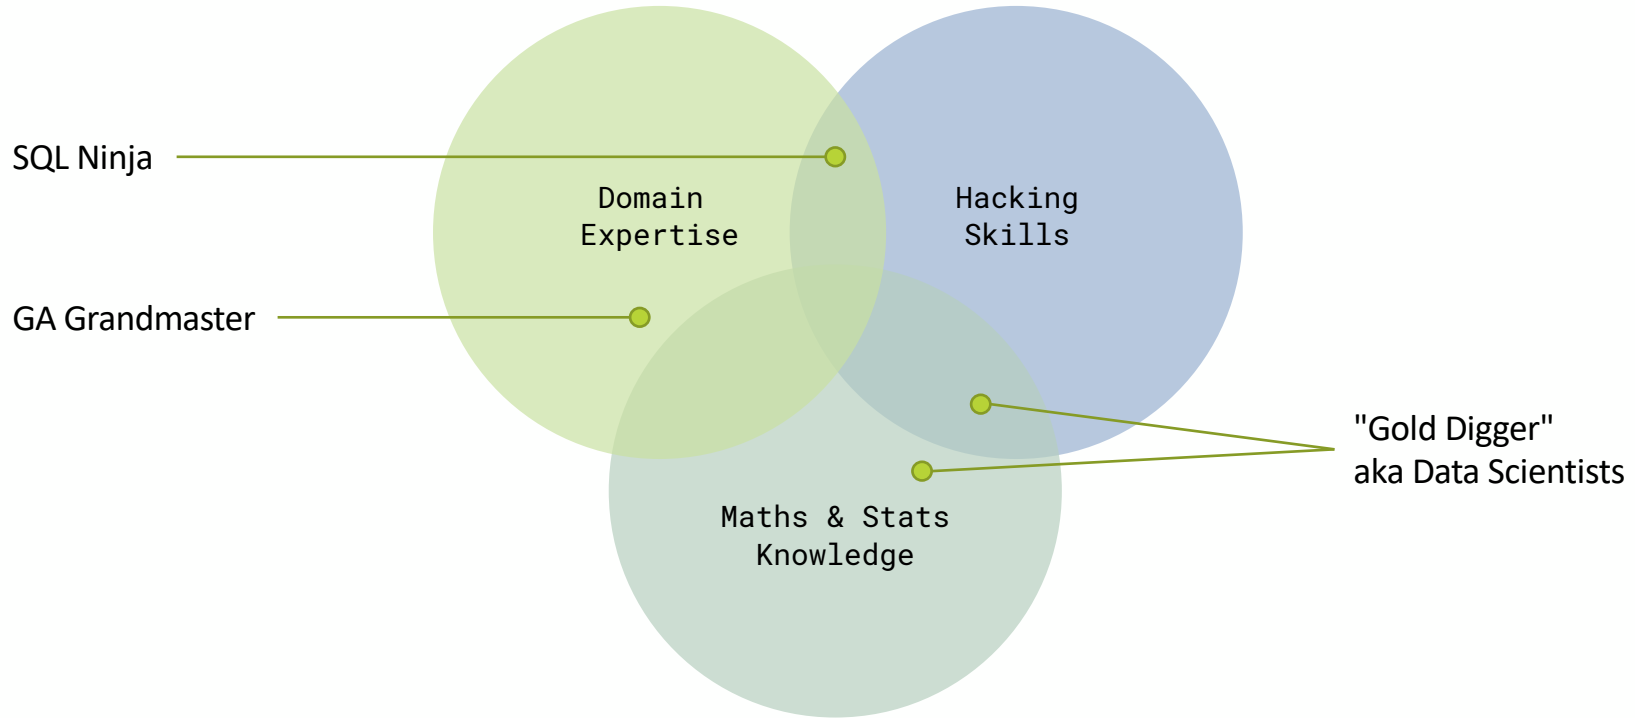 SQL Ninja
Domain
Expertise
Hacking
Skills
GA Grandmaster
"Gold Digger"
aka Data Scientists
Maths & Stats
Knowledge